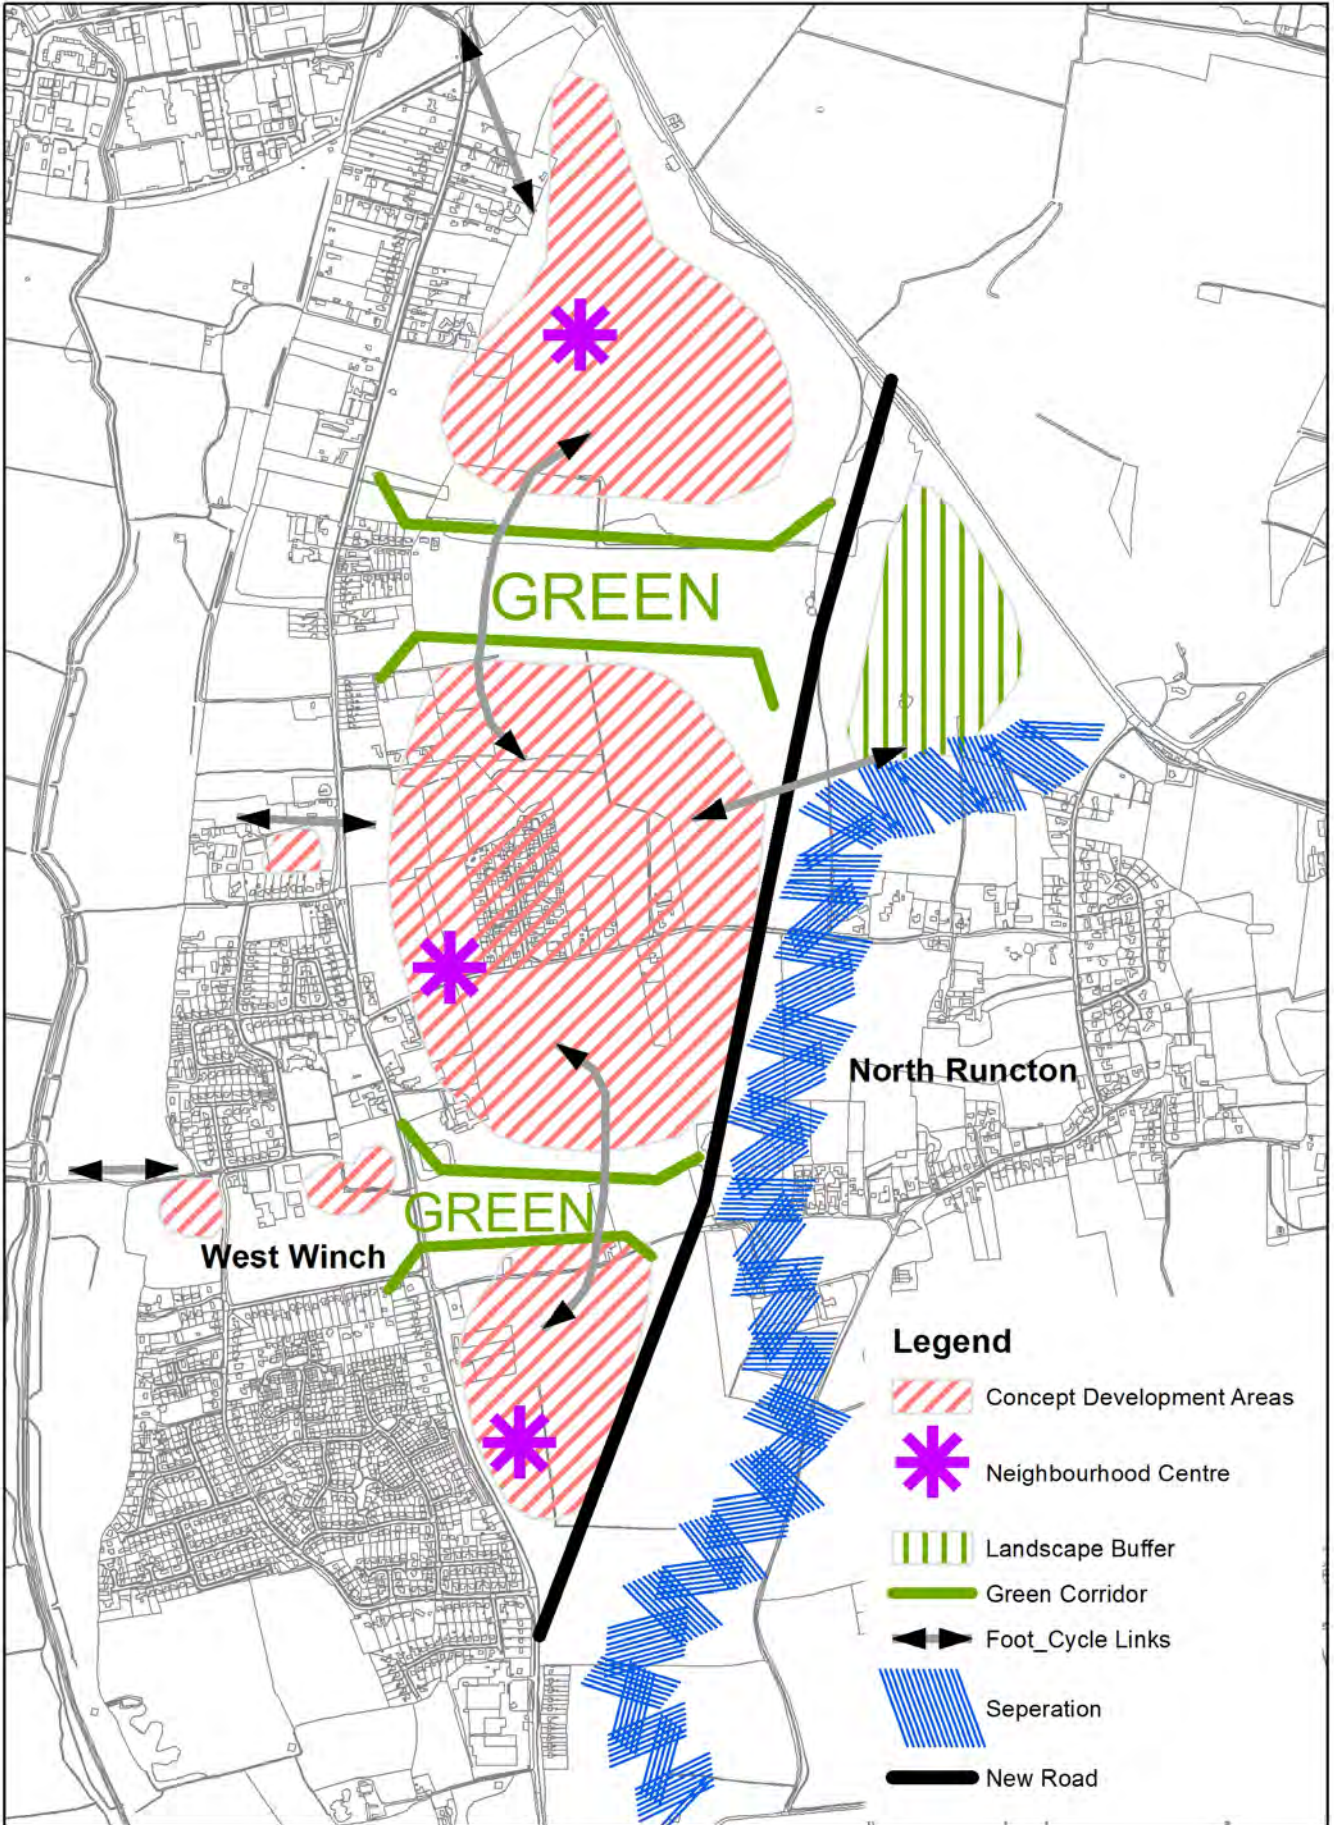 GREEN
North Runcton
GREEN
West Winch
Legend
Concept Development Areas
Neighbourhood Centre
Landscape Buffer
Green Corridor
Foot_Cycle Links
Seperation
New Road